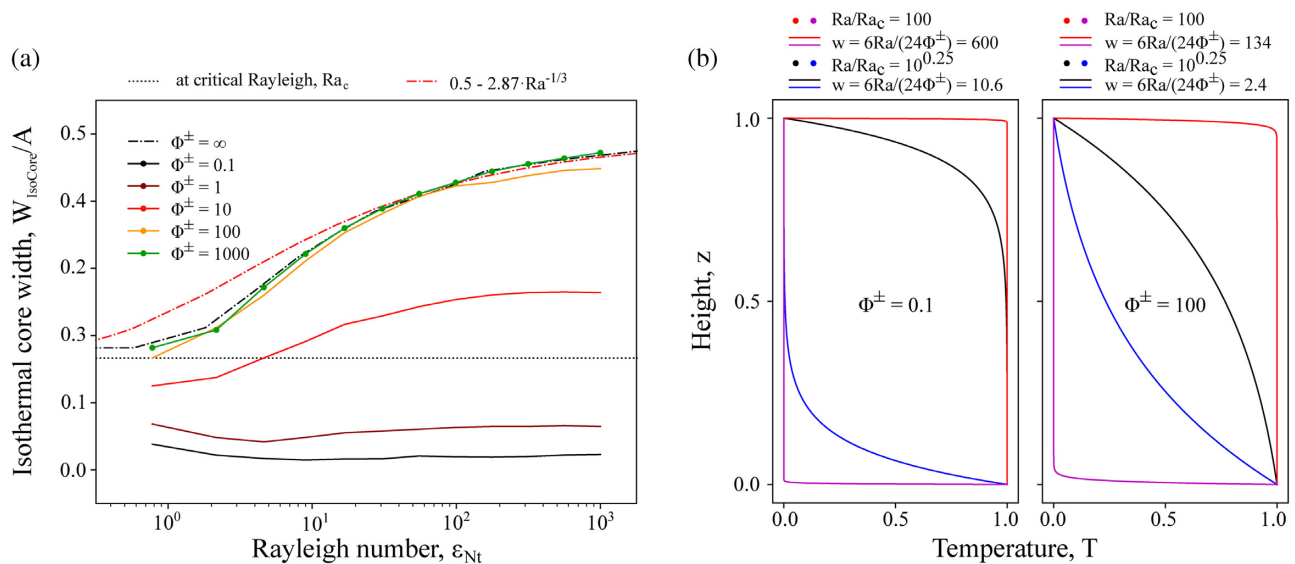 (a)
at critical Rayleigh, Ra_c
0.5 - 2.87·Ra^-1/3
Isothermal core width, W_IsoCore/A
0.5
0.4
0.2
0.3
0.1
0.0
Φ^± = ∞
Φ^± = 0.1
Φ^± = 1
Φ^± = 10
Φ^± = 100
Φ^± = 1000
10^0
10^1
10^2
10^3
Rayleigh number, ε_Nt
(b)
Ra/Ra_c = 100
w = 6Ra/(24Φ^±) = 600
Ra/Ra_c = 10^0.25
w = 6Ra/(24Φ^±) = 10.6
Ra/Ra_c = 100
w = 6Ra/(24Φ^±) = 134
Ra/Ra_c = 10^0.25
w = 6Ra/(24Φ^±) = 2.4
Height, z
1.0
0.5
0.0
Φ^± = 0.1
Φ^± = 100
0.0
0.5
1.0
0.0
0.5
1.0
Temperature, T